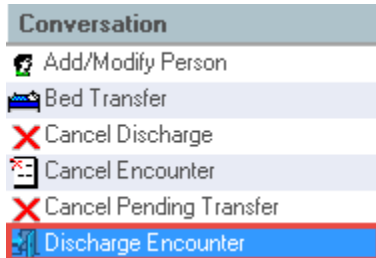 Conversation
Add/Modify Person
Bed Transfer
Cancel Discharge
Cancel Encounter
Cancel Pending Transfer
Discharge Encounter